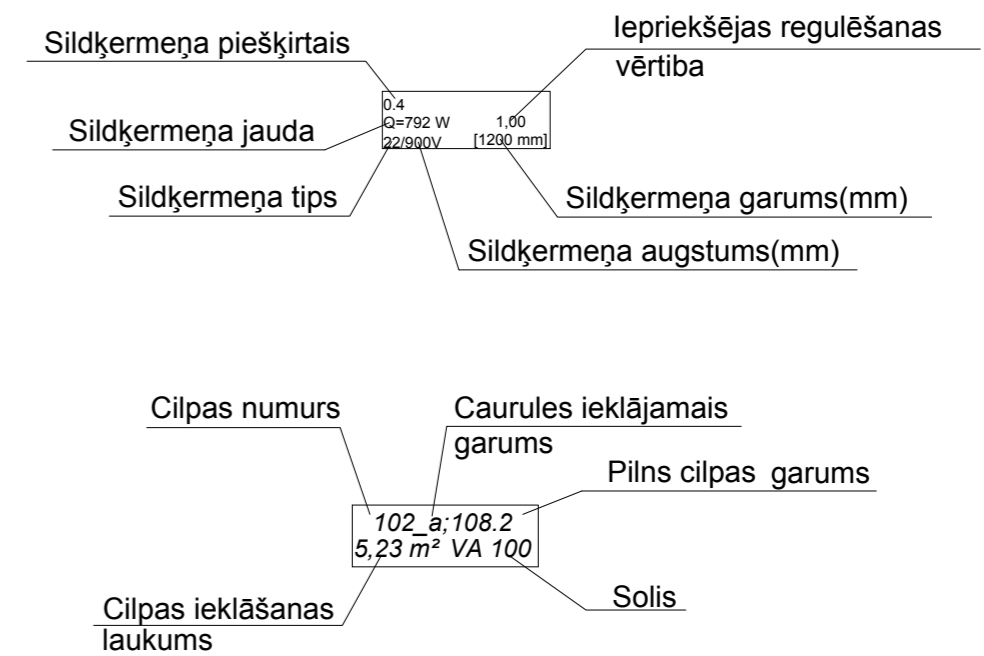 Sildķermeņa piešķirtais
Iepriekšējas regulēšanas
vērtiba
0.4
Q=792 W 1,00
22/900V [1200 mm]
Sildķermeņa jauda
Sildķermeņa tips
Sildķermeņa garums(mm)
Sildķermeņa augstums(mm)
Cilpas numurs
Caurules ieklājamais
garums
Pilns cilpas garums
102_a;108.2
5,23 m² VA 100
Cilpas ieklāšanas
laukums
Solis